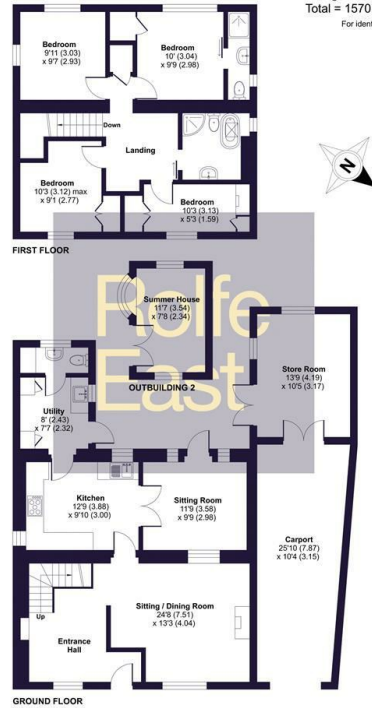 Total = 1570
For ident
Bedroom
9'11 (3.03)
x 9'7 (2.93)
Bedroom
10' (3.04)
x 9'9 (2.98)
Down
Landing
Bedroom
10'3 (3.12) max
x 9'1 (2.77)
Bedroom
10'3 (3.13)
x 5'3 (1.59)
N
FIRST FLOOR
Rolfe
East
Summer House
11'7 (3.54)
x 7'8 (2.34)
OUTBUILDING 2
Store Room
13'9 (4.19)
x 10'5 (3.17)
Utility
8' (2.43)
x 7'7 (2.32)
Kitchen
12'9 (3.88)
x 9'10 (3.00)
Sitting Room
11'9 (3.58)
x 9'9 (2.98)
Carport
25'10 (7.87)
x 10'4 (3.15)
Sitting / Dining Room
24'8 (7.51)
x 13'3 (4.04)
Up
Entrance
Hall
GROUND FLOOR